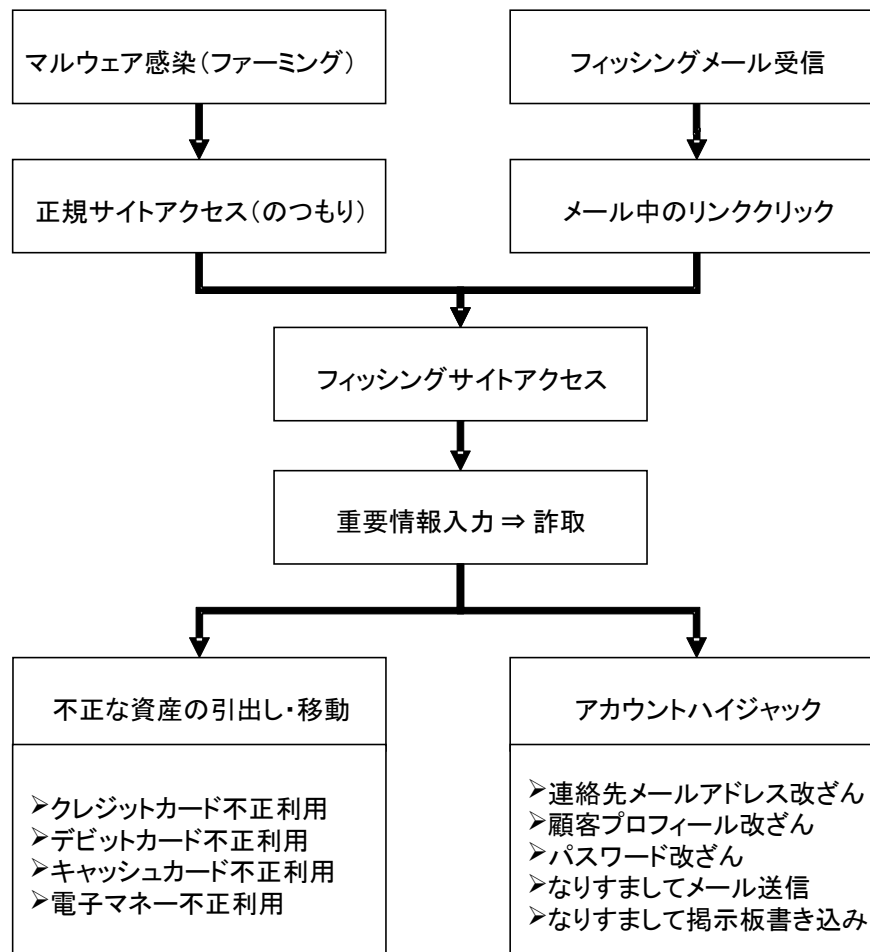 マルウェア感染(ファーミング)
フィッシングメール受信
正規サイトアクセス(のつもり)
メール中のリンククリック
フィッシングサイトアクセス
重要情報入力 ⇒ 詐取
不正な資産の引出し・移動
➢クレジットカード不正利用
➢デビットカード不正利用
➢キャッシュカード不正利用
➢電子マネー不正利用
アカウントハイジャック
➢連絡先メールアドレス改ざん
➢顧客プロフィール改ざん
➢パスワード改ざん
➢なりすましてメール送信
➢なりすまして掲示板書き込み